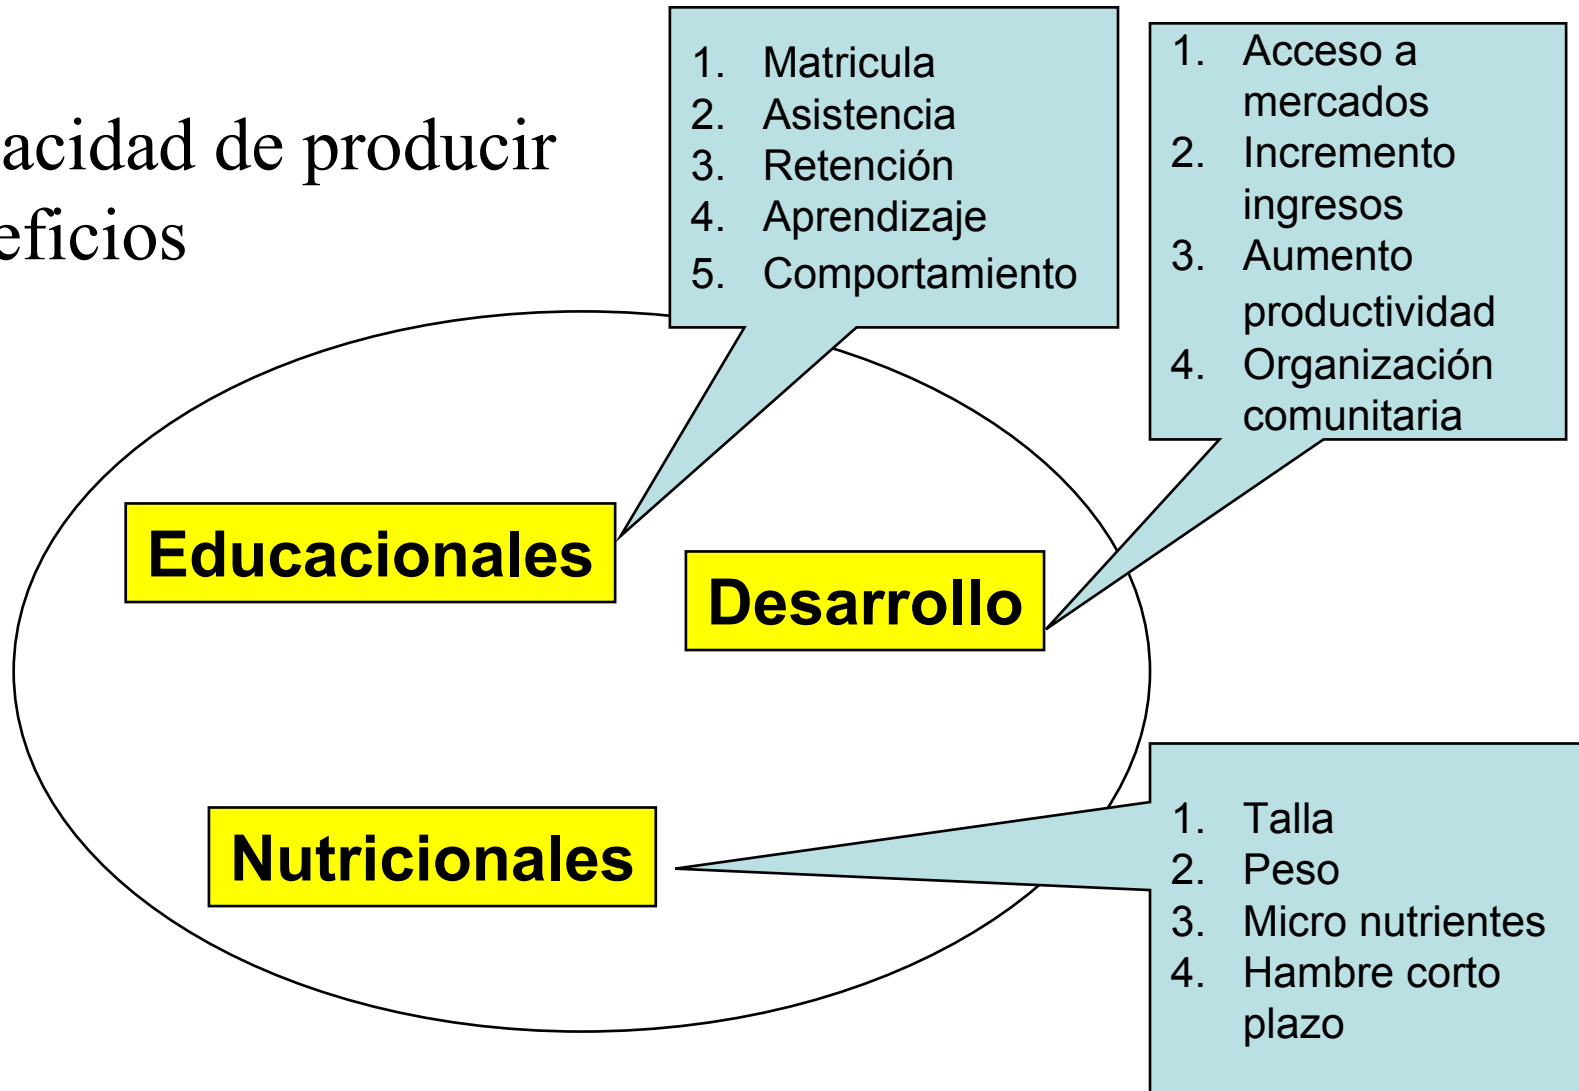 acidad de producir
eficios
1. Matricula
2. Asistencia
3. Retención
4. Aprendizaje
5. Comportamiento
1. Acceso a
mercados
2. Incremento
ingresos
3. Aumento
productividad
4. Organización
comunitaria
Educacionales
Desarrollo
Nutricionales
1. Talla
2. Peso
3. Micro nutrientes
4. Hambre corto
plazo